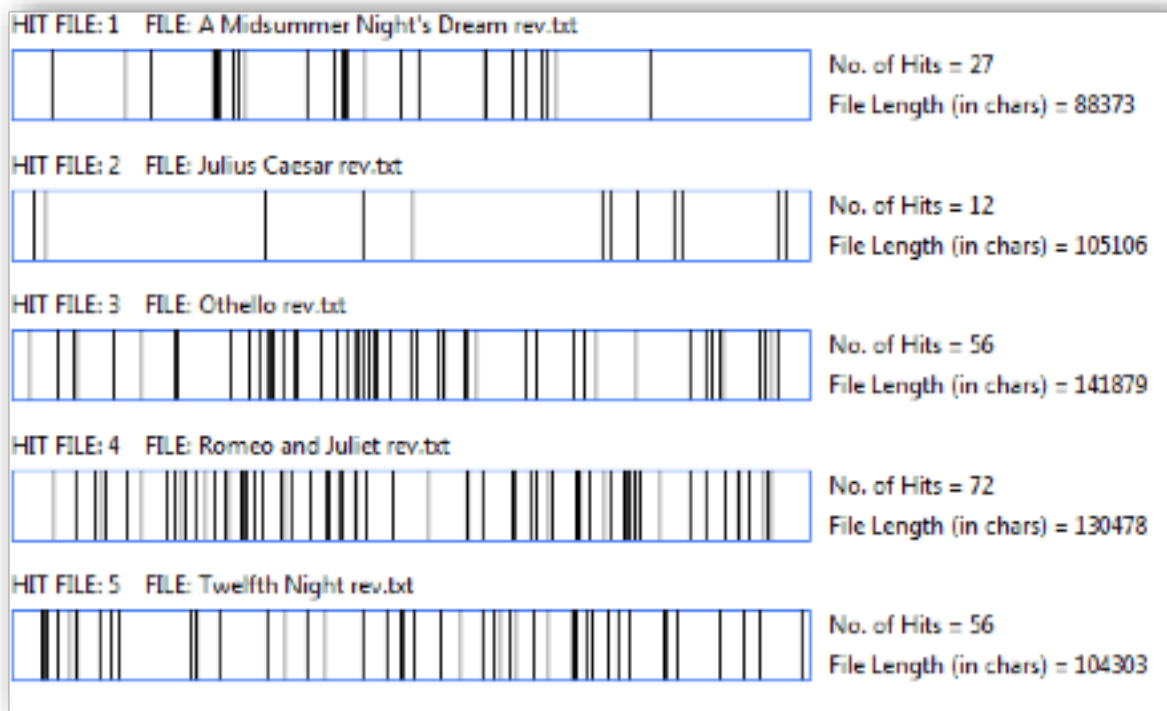 HIT FILE: 1 FILE: A Midsummer Night's Dream rev.txt
No. of Hits = 27
File Length (in chars) = 88373
HIT FILE: 2 FILE: Julius Caesar rev.txt
No. of Hits = 12
File Length (in chars) = 105106
HIT FILE: 3 FILE: Othello rev.txt
No. of Hits = 56
File Length (in chars) = 141879
HIT FILE: 4 FILE: Romeo and Juliet rev.txt
No. of Hits = 72
File Length (in chars) = 130478
HIT FILE: 5 FILE: Twelfth Night rev.txt
No. of Hits = 56
File Length (in chars) = 104303